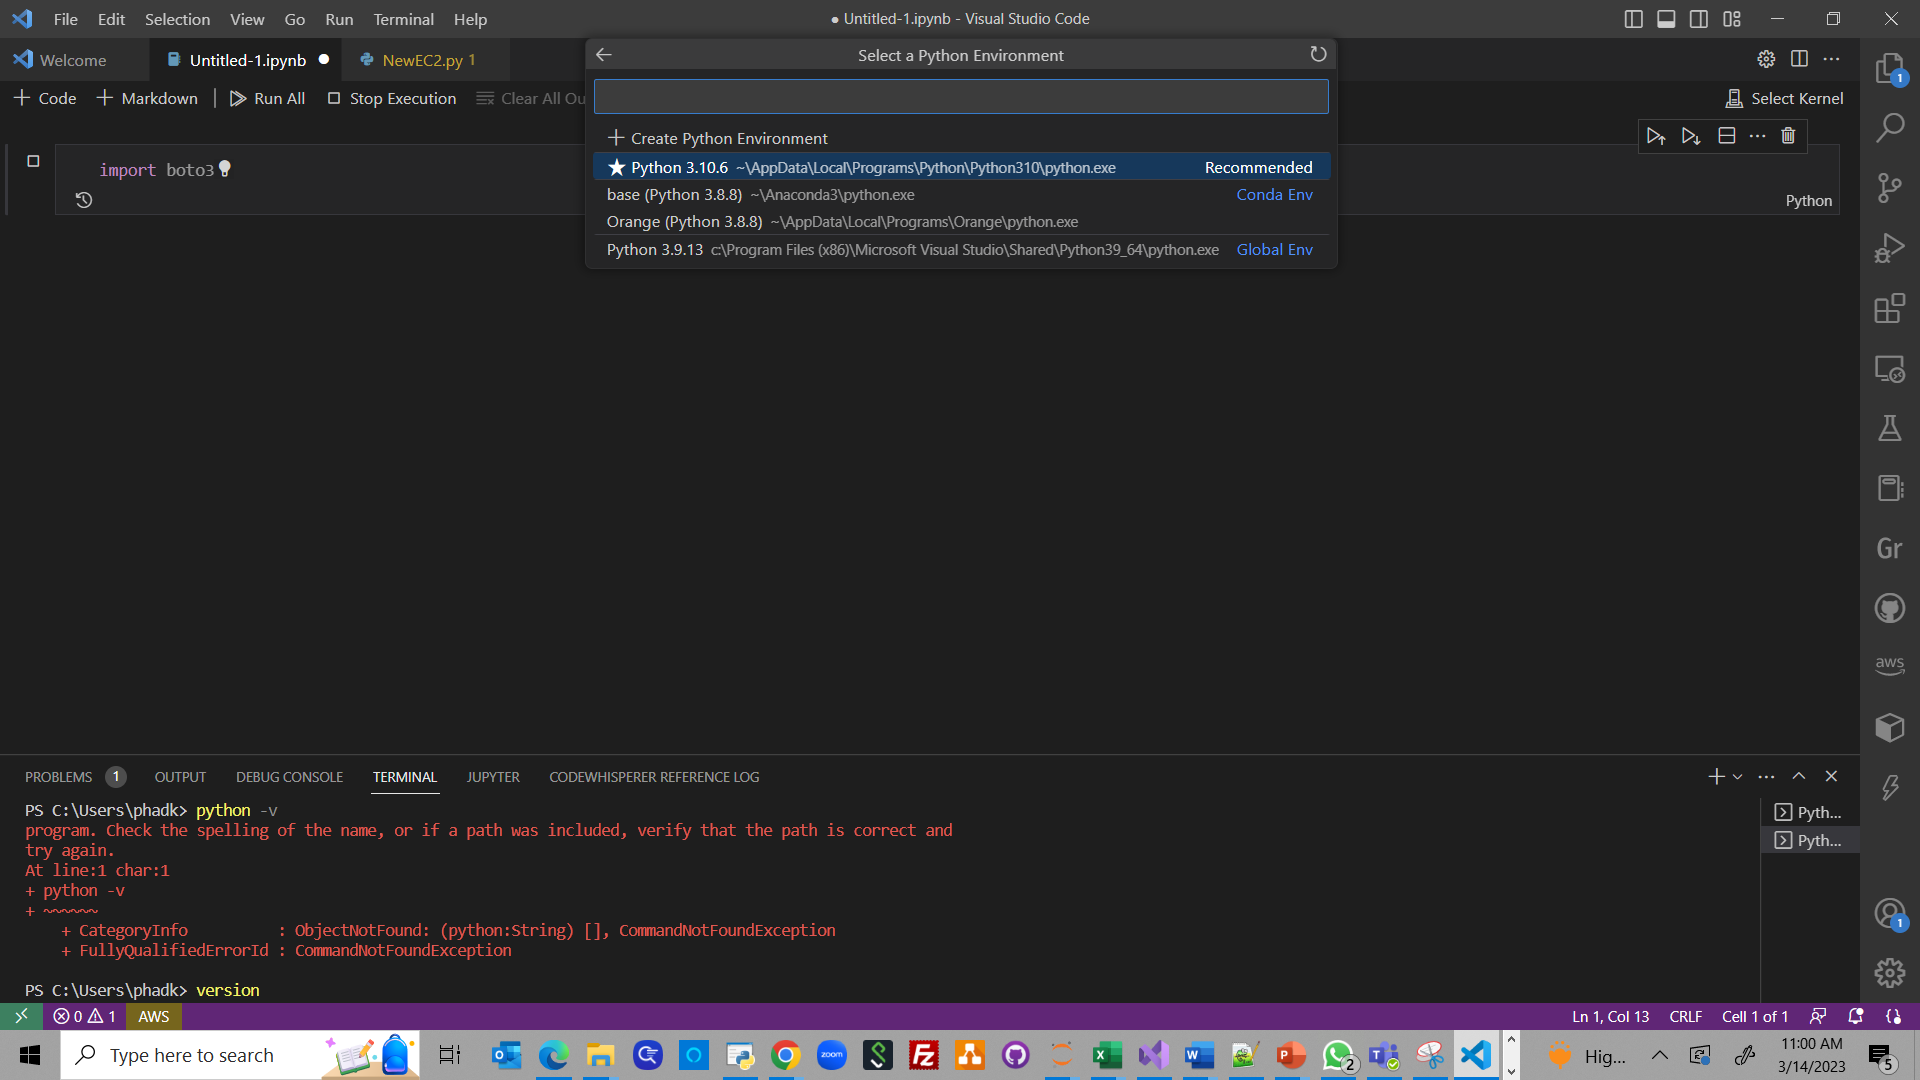 File Edit Selection View Go Run Terminal Help
● Untitled-1.ipynb - Visual Studio Code
Welcome
Untitled-1.ipynb ●
NewEC2.py 1
Select a Python Environment
+ Code + Markdown Run All Stop Execution Clear All Ou
Select Kernel
+ Create Python Environment
★ Python 3.10.6 ~\AppData\Local\Programs\Python\Python310\python.exe Recommended
base (Python 3.8.8) ~\Anaconda3\python.exe Conda Env
Orange (Python 3.8.8) ~\AppData\Local\Programs\Orange\python.exe
Python 3.9.13 c:\Program Files (x86)\Microsoft Visual Studio\Shared\Python39_64\python.exe Global Env
import boto3
Python
1
Gr
aws
1
PROBLEMS 1 OUTPUT DEBUG CONSOLE TERMINAL JUPYTER CODEWHISPERER REFERENCE LOG
PS C:\Users\phadk> python -v
program. Check the spelling of the name, or if a path was included, verify that the path is correct and
try again.
At line:1 char:1
+ python -v
+ ~~~~~~
+ CategoryInfo : ObjectNotFound: (python:String) [], CommandNotFoundException
+ FullyQualifiedErrorId : CommandNotFoundException
PS C:\Users\phadk> version
Pyth...
Pyth...
0 1 AWS
Ln 1, Col 13 CRLF Cell 1 of 1
Type here to search
zoom
2
Hig...
11:00 AM
3/14/2023
5